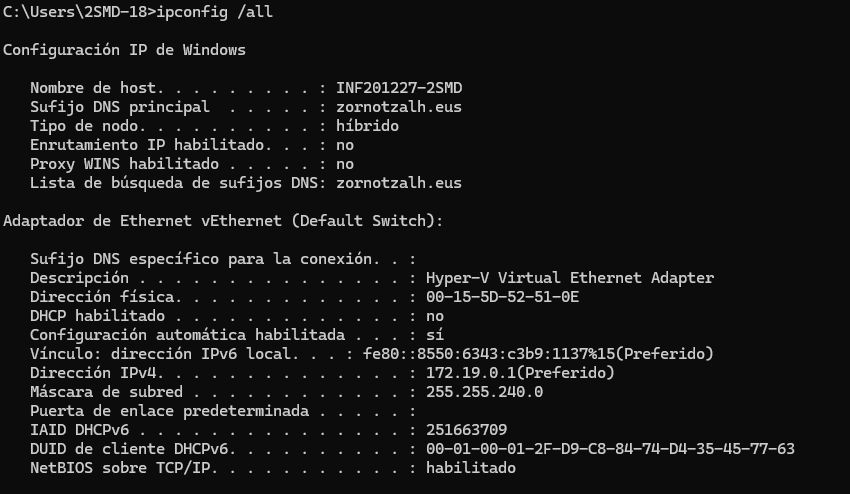 C:\Users\2SMD-18>ipconfig /all
Configuración IP de Windows
Nombre de host. . . . . . . . . : INF201227-2SMD
Sufijo DNS principal  . . . . . : zornotzalh.eus
Tipo de nodo. . . . . . . . . . : híbrido
Enrutamiento IP habilitado. . . : no
Proxy WINS habilitado . . . . . : no
Lista de búsqueda de sufijos DNS: zornotzalh.eus
Adaptador de Ethernet vEthernet (Default Switch):
Sufijo DNS específico para la conexión. . :
Descripción . . . . . . . . . . . . . . . : Hyper-V Virtual Ethernet Adapter
Dirección física. . . . . . . . . . . . . : 00-15-5D-52-51-0E
DHCP habilitado . . . . . . . . . . . . . : no
Configuración automática habilitada . . . : sí
Vínculo: dirección IPv6 local. . . : fe80::8550:6343:c3b9:1137%15(Preferido)
Dirección IPv4. . . . . . . . . . . . . . : 172.19.0.1(Preferido)
Máscara de subred . . . . . . . . . . . . : 255.255.240.0
Puerta de enlace predeterminada . . . . . :
IAID DHCPv6 . . . . . . . . . . . . . . . : 251663709
DUID de cliente DHCPv6. . . . . . . . . . : 00-01-00-01-2F-D9-C8-84-74-D4-35-45-77-63
NetBIOS sobre TCP/IP. . . . . . . . . . . : habilitado